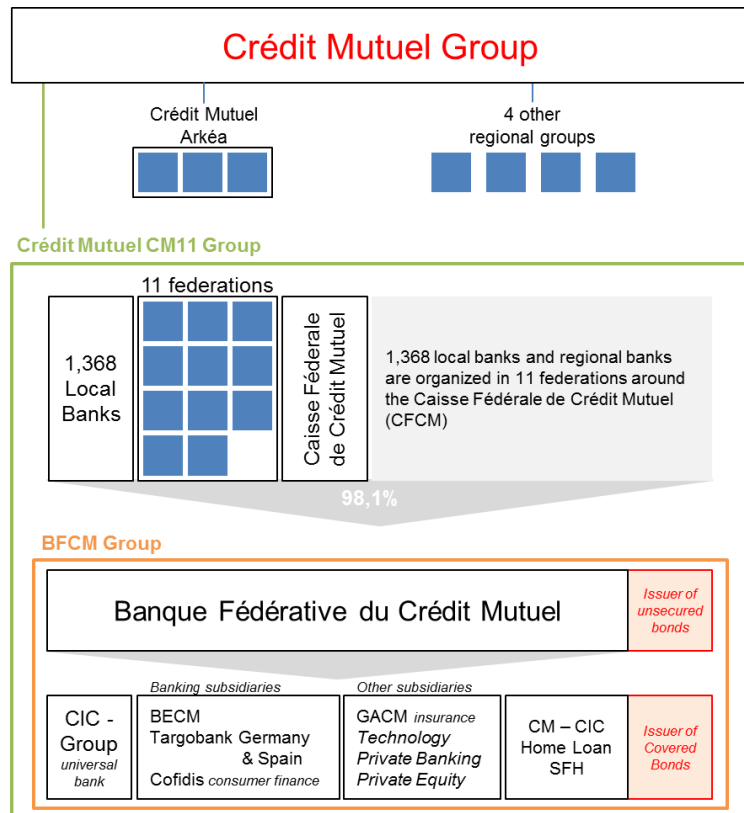 Crédit Mutuel Group
Crédit Mutuel
Arkéa
4 other
regional groups
Crédit Mutuel CM11 Group
11 federations
1,368
Local
Banks
Caisse Féderale
de Crédit Mutuel
1,368 local banks and regional banks
are organized in 11 federations around
the Caisse Fédérale de Crédit Mutuel
(CFCM)
98,1%
BFCM Group
Banque Fédérative du Crédit Mutuel
Issuer of
unsecured
bonds
Banking subsidiaries
Other subsidiaries
CIC -
Group
universal
bank
BECM
Targobank Germany
& Spain
Cofidis consumer finance
GACM insurance
Technology
Private Banking
Private Equity
CM – CIC
Home Loan
SFH
Issuer of
Covered
Bonds